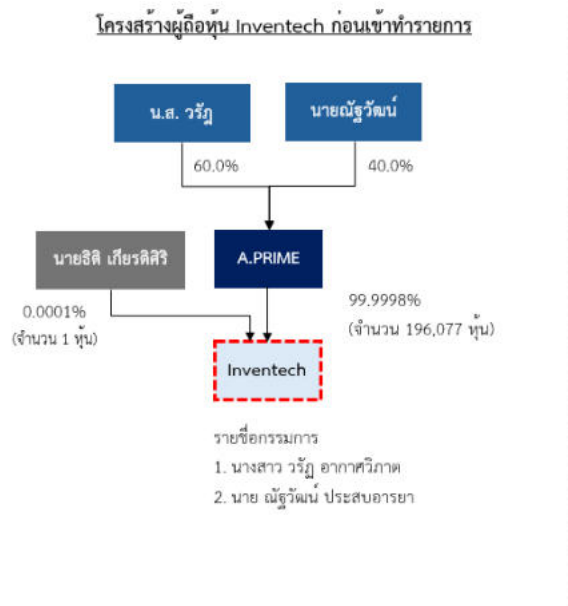 โครงสร้างผู้ถือหุ้น Inventech ก่อนเข้าทำรายการ
น.ส. วรัฎ
นายณัฐวัฒน์
60.0%
40.0%
นายธิติ เกียรติศิริ
A.PRIME
0.0001%
(จำนวน 1 หุ้น)
99.9998%
(จำนวน 196,077 หุ้น)
Inventech
รายชื่อกรรมการ
1. นางสาว วรัฏ อากาศวิภาต
2. นาย ณัฐวัฒน์ ประสบอารยา